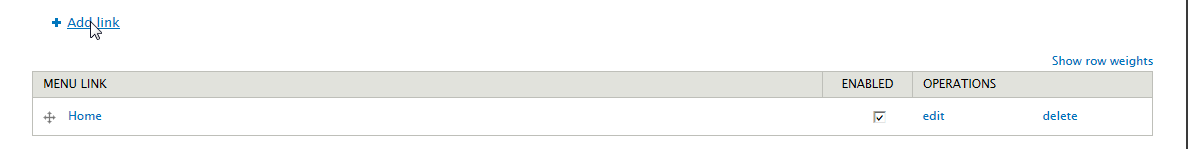 Add link
Show row weights
MENU LINK ENABLED OPERATIONS
Home edit delete